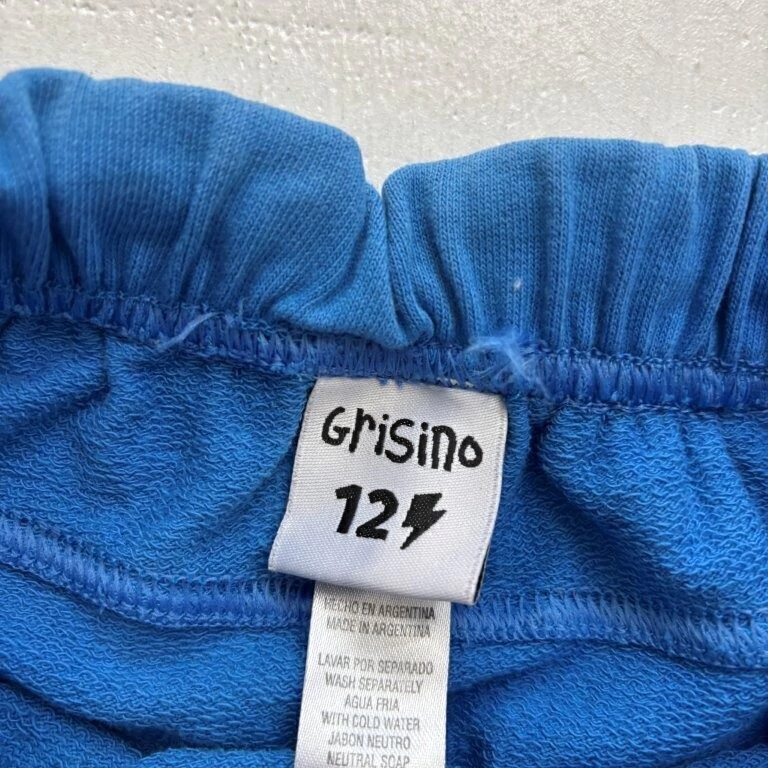 Grisino
12
HECHO EN ARGENTINA
MADE IN ARGENTINA
LAVAR POR SEPARADO
WASH SEPARATELY
AGUA FRIA
WITH COLD WATER
JABON NEUTRO
NEUTRAL SOAP